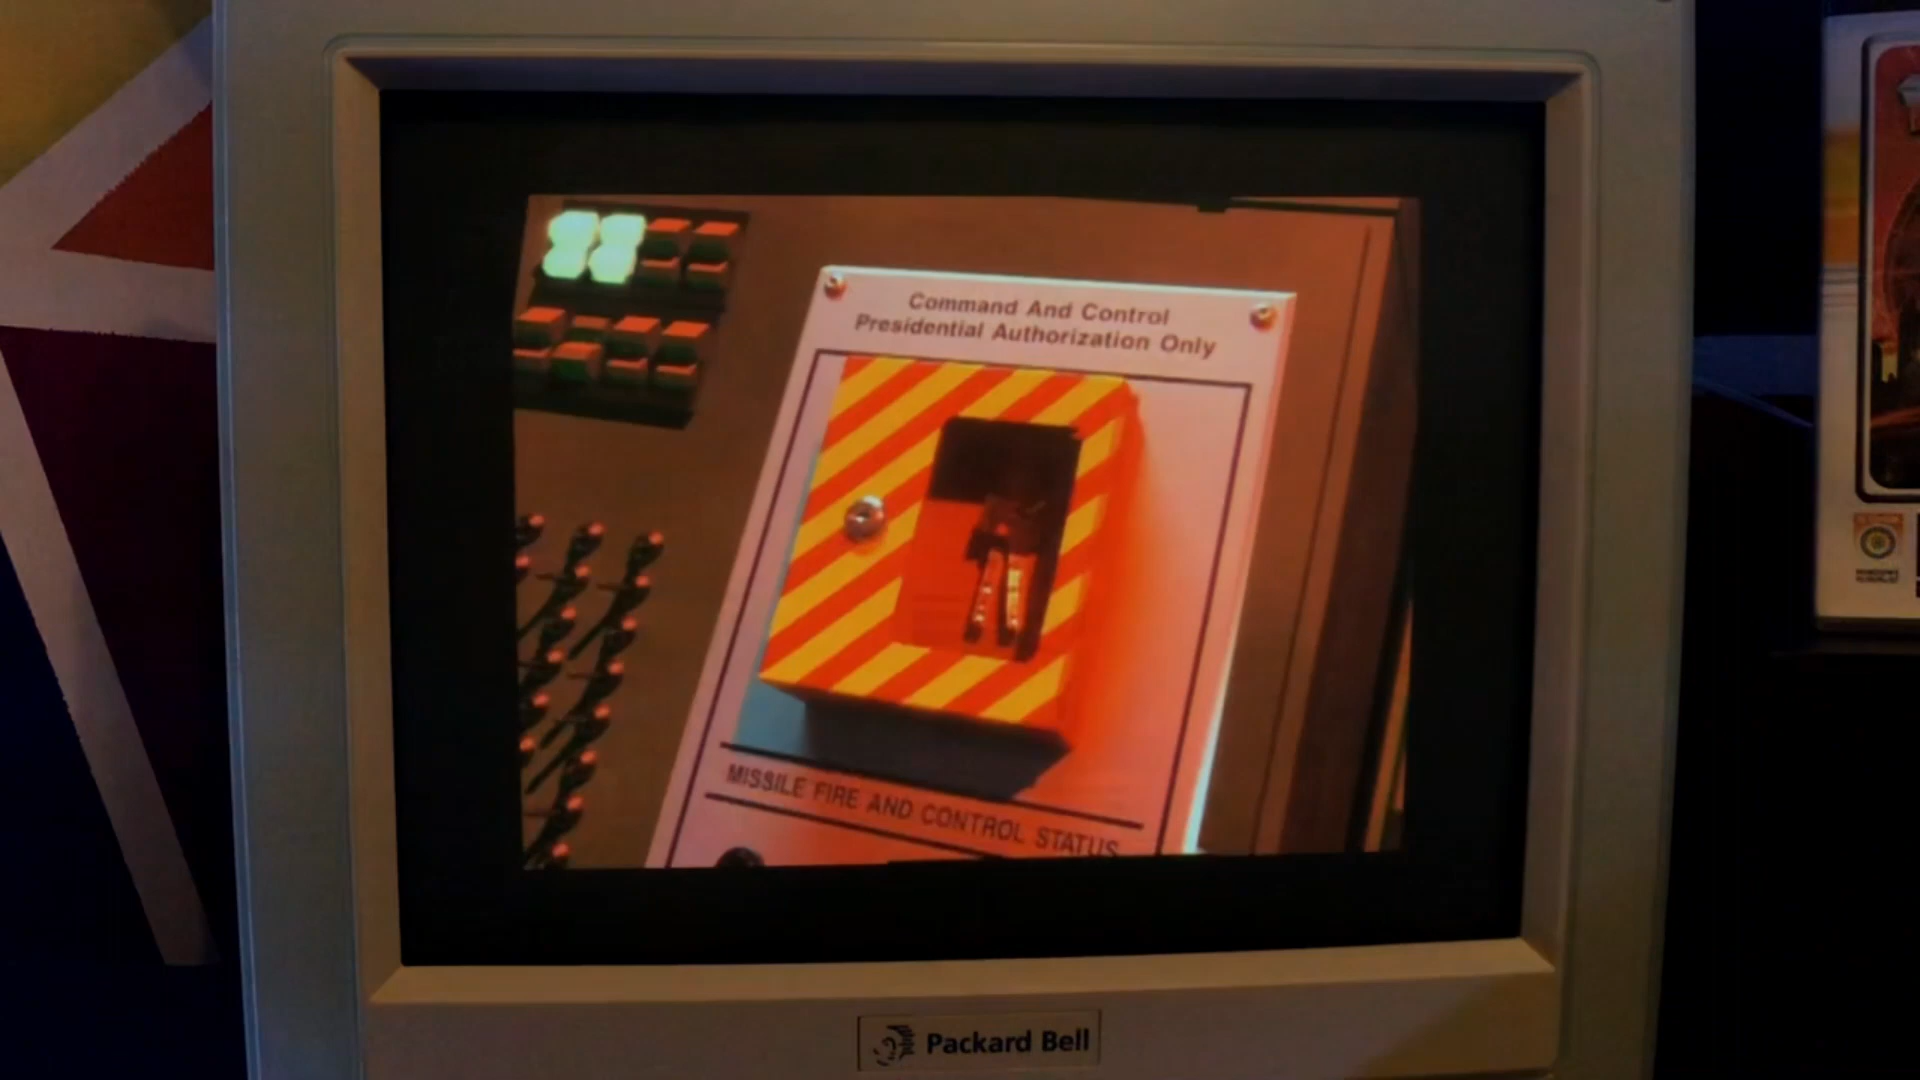 Command And Control
Presidential Authorization Only
MISSILE FIRE AND CONTROL STATUS
Packard Bell